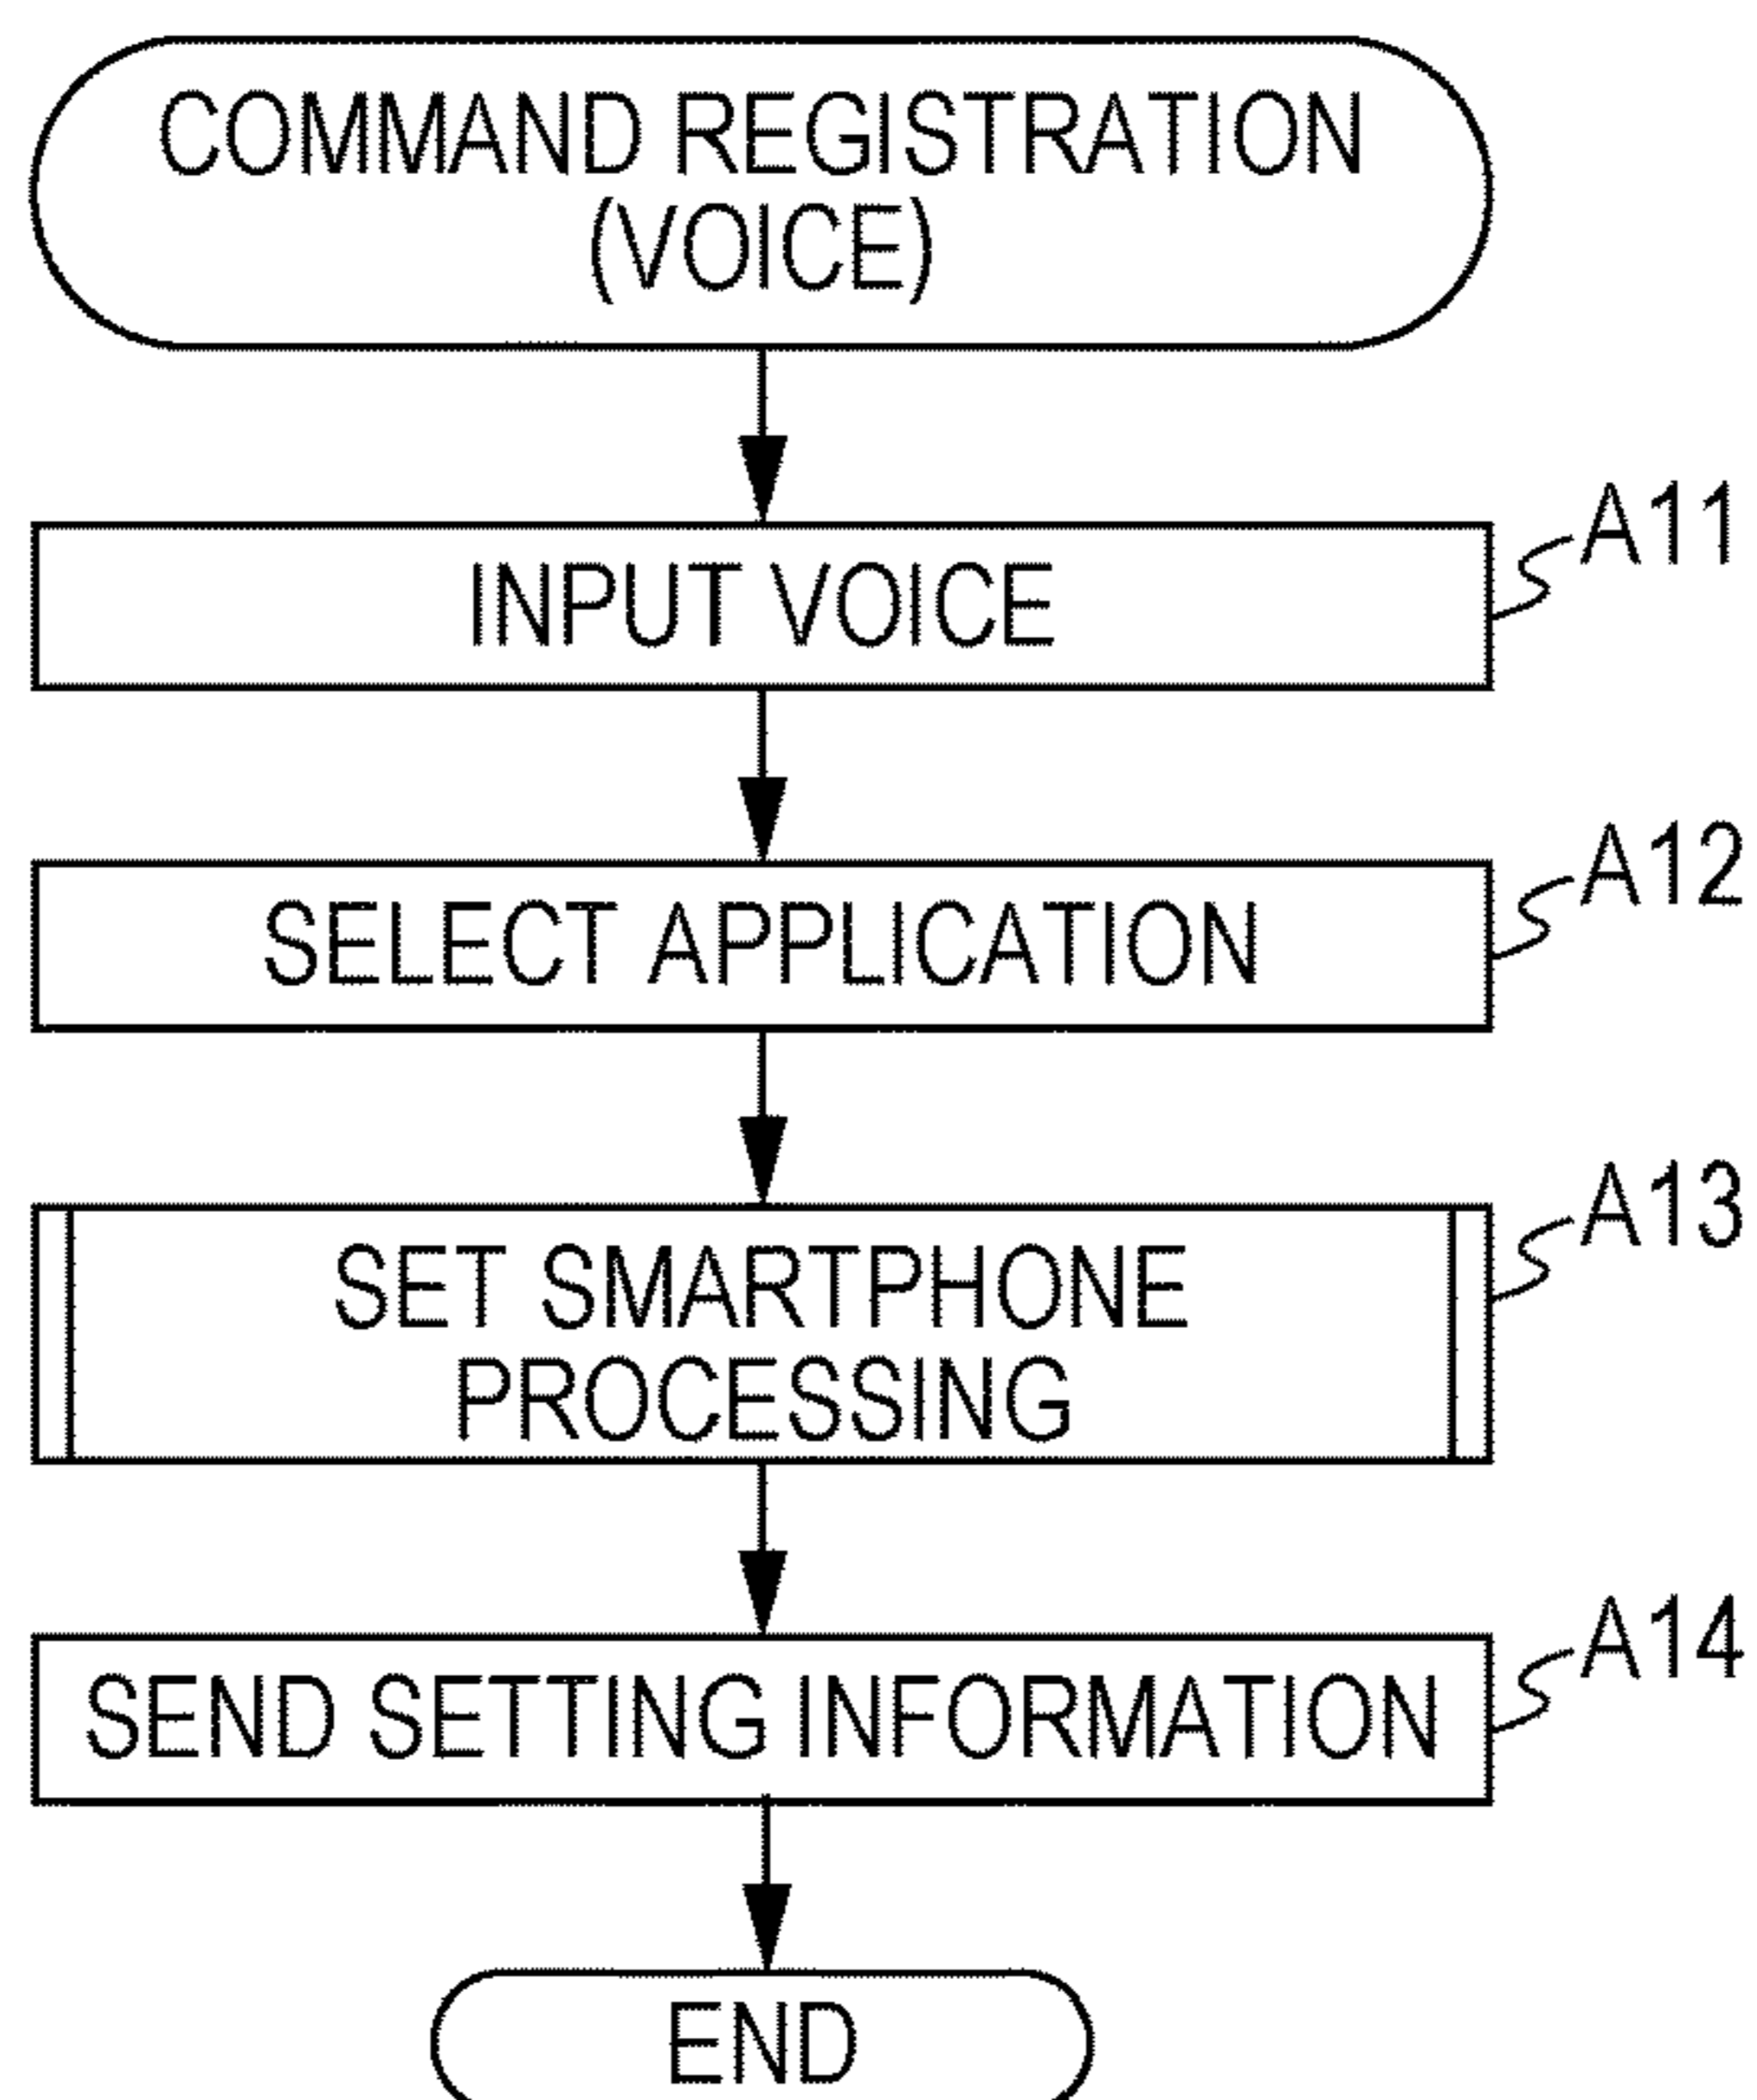 COMMAND REGISTRATION
(VOICE)
A11
INPUT VOICE
A12
SELECT APPLICATION
A13
SET SMARTPHONE
PROCESSING
A14
SEND SETTING INFORMATION
END